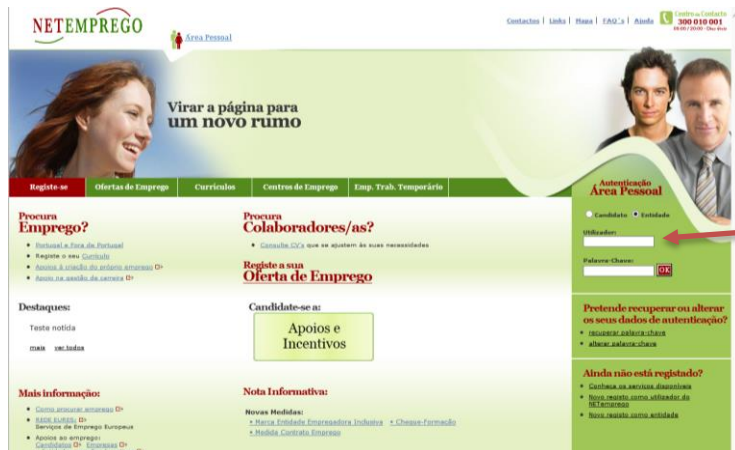 NETEMPREGO
Área Pessoal
Contactos | Links | Mapa | FAQ's | Ajuda
Centro de Contacto
300 010 001
Virar a página para
um novo rumo
Registe-se
Ofertas de Emprego
Currículos
Centros de Emprego
Emp. Trab. Temporário
Autenticação
Área Pessoal
Candidato
Entidade
Utilizador:
Palavra-Chave:
OK
Procura
Emprego?
Portugal e Fora de Portugal
Registe o seu Currículo
Apoios à criação do próprio emprego
Apoio na gestão de carreira
Procura
Colaboradores/as?
Consulte CV's que se ajustem às suas necessidades
Registe a sua
Oferta de Emprego
Destaques:
Teste notícia
mais ver todos
Candidate-se a:
Apoios e
Incentivos
Pretende recuperar ou alterar
os seus dados de autenticação?
recuperar palavra-chave
alterar palavra-chave
Ainda não está registado?
Conheça os serviços disponíveis
Novo registo como utilizador do
NETemprego
Novo registo como entidade
Mais informação:
Como procurar emprego
REDE EURES:
Serviços de Emprego Europeus
Apoios ao emprego:
Candidatos Empresas
Nota Informativa:
Novas Medidas:
Marca Entidade Empregadora Inclusiva
Cheque-Formação
Medida Contrato Emprego